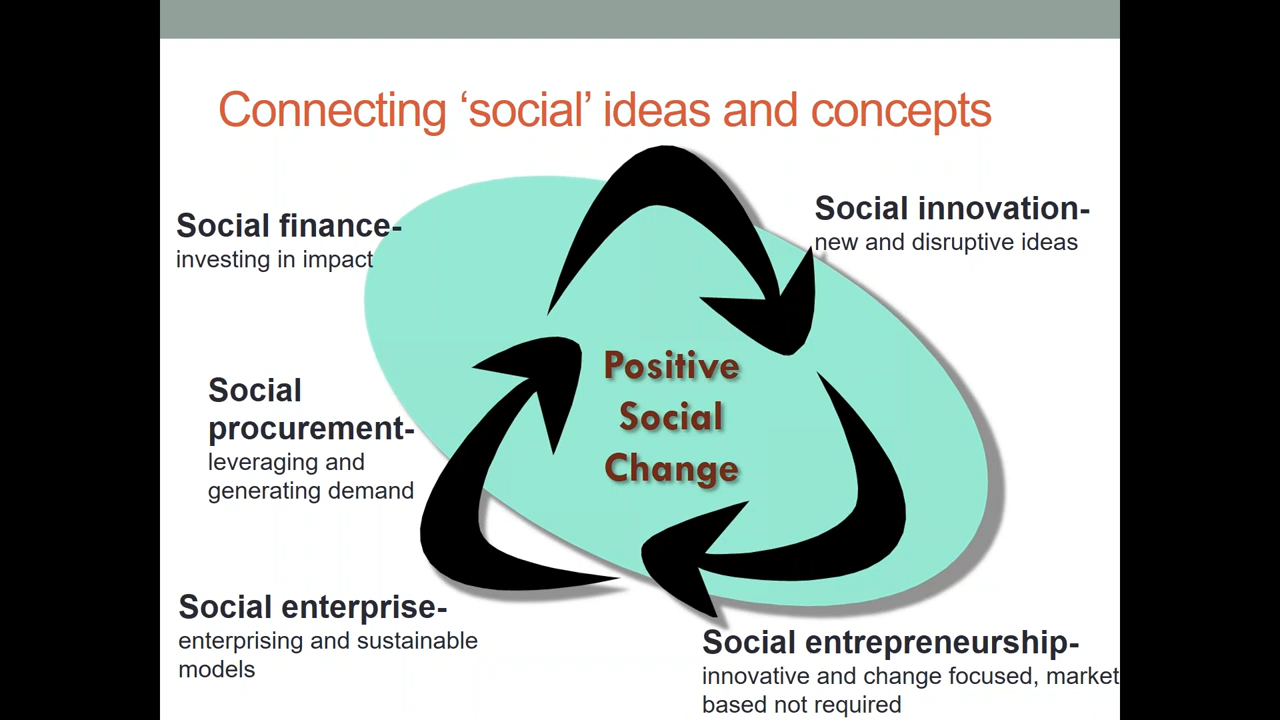 Connecting ‘social’ ideas and concepts
Social finance-
investing in impact
Social innovation-
new and disruptive ideas
Positive
Social
Change
Social
procurement-
leveraging and
generating demand
Social enterprise-
enterprising and sustainable
models
Social entrepreneurship-
innovative and change focused, market
based not required